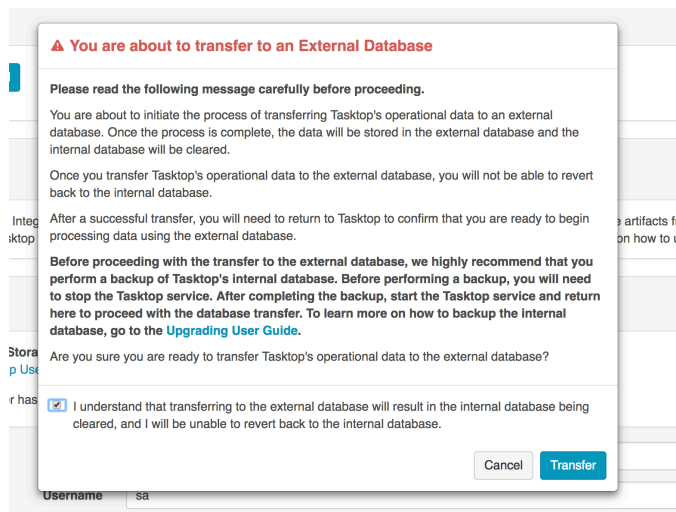 You are about to transfer to an External Database
Please read the following message carefully before proceeding.
You are about to initiate the process of transferring Tasktop's operational data to an external
database. Once the process is complete, the data will be stored in the external database and the
internal database will be cleared.
Once you transfer Tasktop's operational data to the external database, you will not be able to revert
back to the internal database.
Integ
e artifacts f
After a successful transfer, you will need to return to Tasktop to confirm that you are ready to begin
sktop
on how to u
processing data using the external database.
Before proceeding with the transfer to the external database, we highly recommend that you
perform a backup of Tasktop's internal database. Before performing a backup, you will need
to stop the Tasktop service. After completing the backup, start the Tasktop service and return
here to proceed with the database transfer. To learn more on how to backup the internal
database, go to the Upgrading User Guide.
Stora
Are you sure you are ready to transfer Tasktop's operational data to the external database?
p Use
r has
I understand that transferring to the external database will result in the internal database being
cleared, and I will be unable to revert back to the internal database.
Cancel Transfer
Username sa